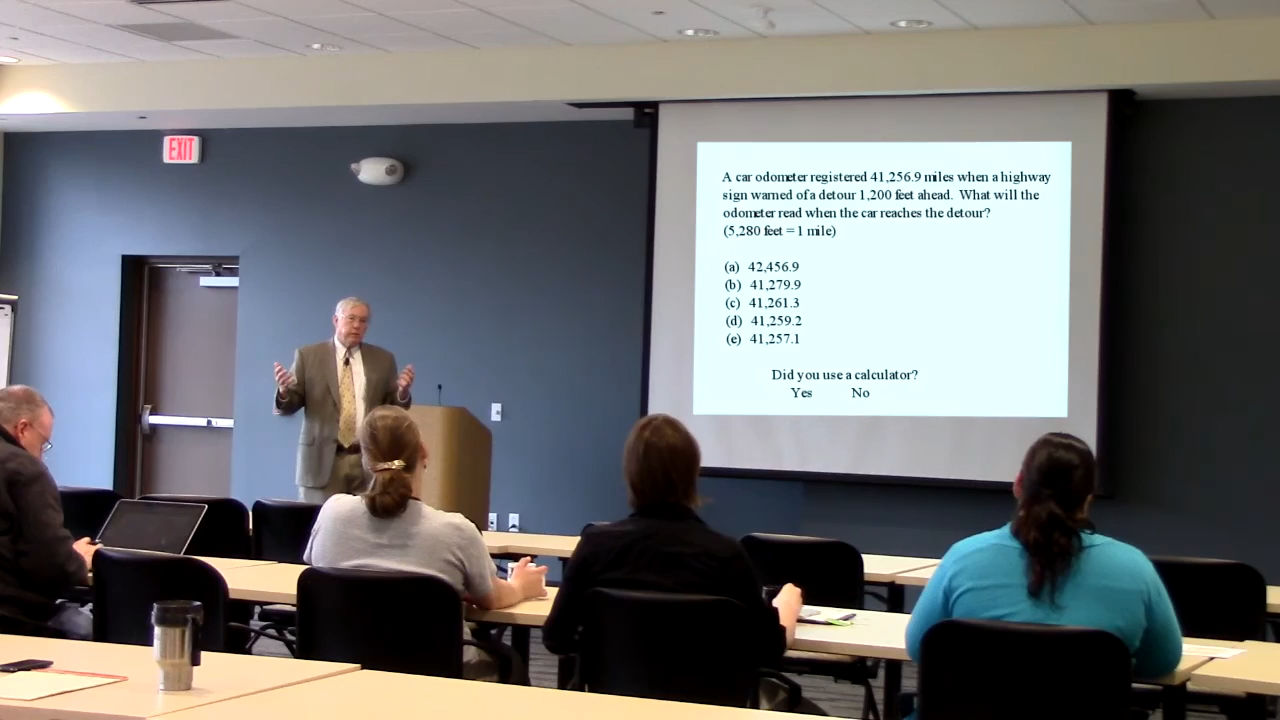 EXIT
A car odometer registered 41,256.9 miles when a highway
sign warned of a detour 1,200 feet ahead. What will the
odometer read when the car reaches the detour?
(5,280 feet = 1 mile)
(a) 42,456.9
(b) 41,279.9
(c) 41,261.3
(d) 41,259.2
(e) 41,257.1
Did you use a calculator?
Yes No